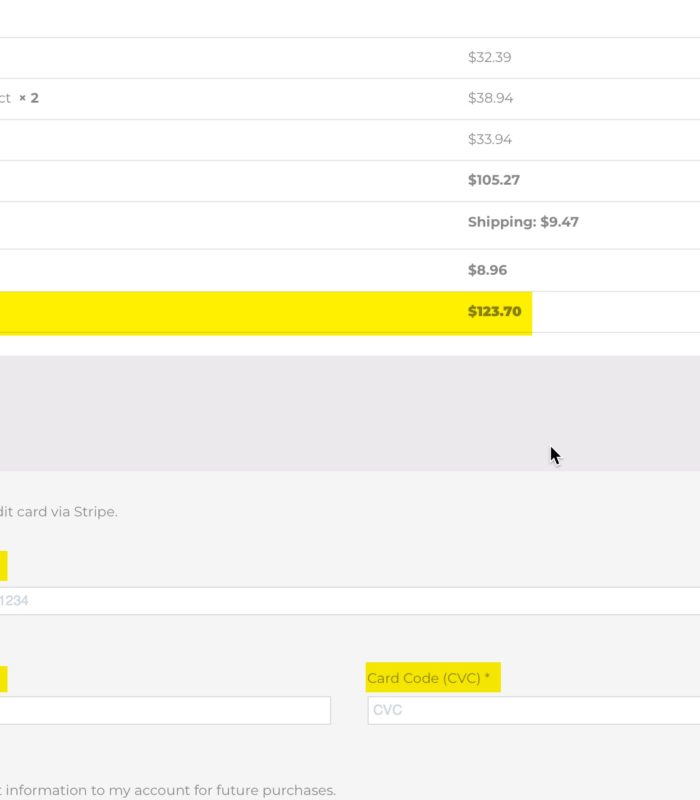 $32.39
ct × 2 $38.94
$33.94
$105.27
Shipping: $9.47
$8.96
$123.70
dit card via Stripe.
1234
Card Code (CVC) *
CVC
t information to my account for future purchases.